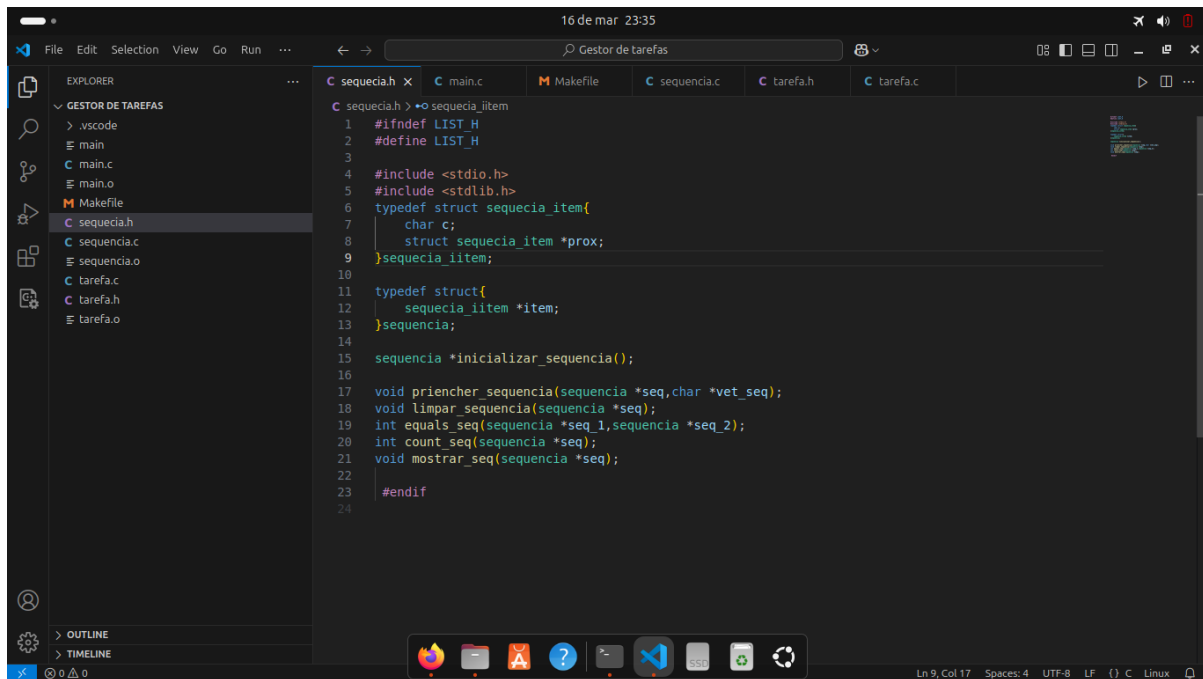 16 de mar 23:35
File Edit Selection View Go Run ...
Gestor de tarefas
EXPLORER ...
GESTOR DE TAREFAS
> .vscode
main
C main.c
main.o
M Makefile
C sequecia.h
C sequencia.c
sequencia.o
C tarefa.c
C tarefa.h
tarefa.o
> OUTLINE
> TIMELINE
C sequecia.h × C main.c M Makefile C sequencia.c C tarefa.h C tarefa.c ...
C sequecia.h > sequecia_iitem
1 #ifndef LIST_H
2 #define LIST_H
3
4 #include <stdio.h>
5 #include <stdlib.h>
6 typedef struct sequecia_item{
7 char c;
8 struct sequecia_item *prox;
9 }sequecia_iitem;
10
11 typedef struct{
12 sequecia_iitem *item;
13 }sequencia;
14
15 sequencia *inicializar_sequencia();
16
17 void priencher_sequencia(sequencia *seq,char *vet_seq);
18 void limpar_sequencia(sequencia *seq);
19 int equals_seq(sequencia *seq_1,sequencia *seq_2);
20 int count_seq(sequencia *seq);
21 void mostrar_seq(sequencia *seq);
22
23 #endif
24
A ? >_ SSD
0 0 Ln 9, Col 17 Spaces: 4 UTF-8 LF {} C Linux